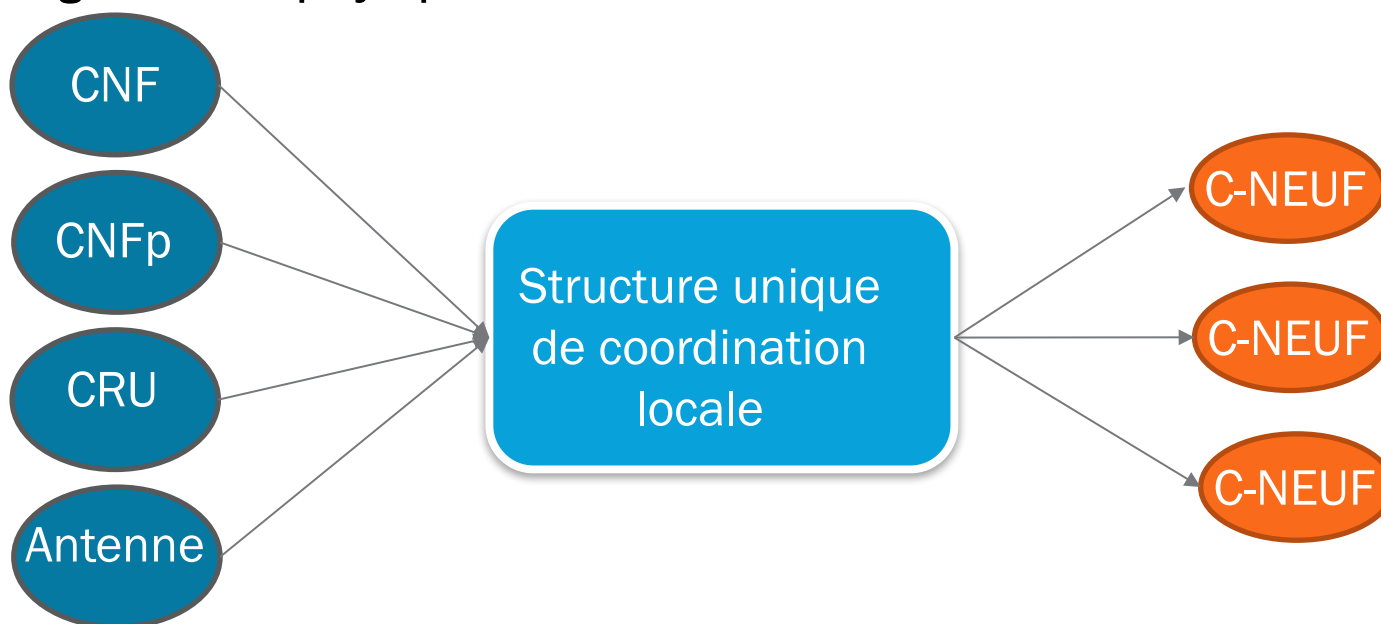 CNF
CNFp
CRU
Antenne
Structure unique
de coordination
locale
C-NEUF
C-NEUF
C-NEUF